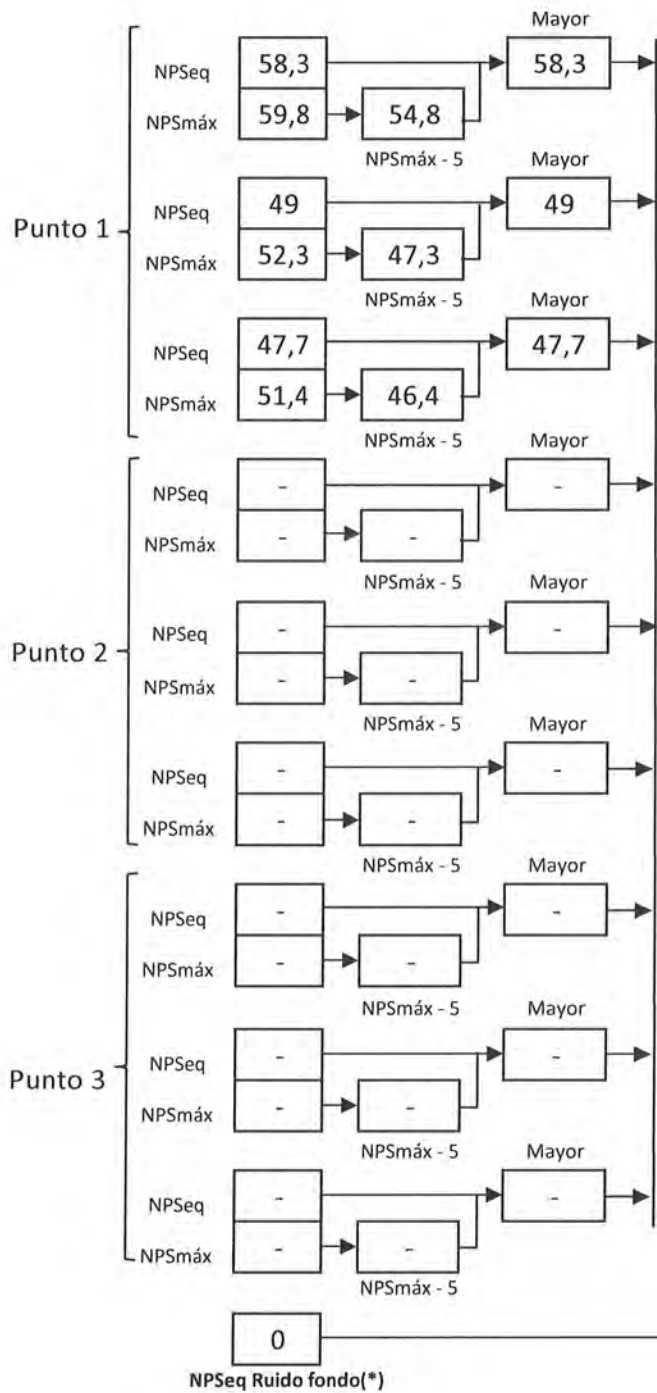 Mayor
NPSeq 58,3 58,3
NPSmáx 59,8 54,8
NPSmáx - 5
Mayor
Punto 1
NPSeq 49 49
NPSmáx 52,3 47,3
NPSmáx - 5
Mayor
NPSeq 47,7 47,7
NPSmáx 51,4 46,4
NPSmáx - 5
Mayor
NPSeq - -
NPSmáx - -
NPSmáx - 5
Mayor
Punto 2
NPSeq - -
NPSmáx - -
NPSmáx - 5
Mayor
NPSeq - -
NPSmáx - -
NPSmáx - 5
Mayor
NPSeq - -
NPSmáx - -
NPSmáx - 5
Mayor
Punto 3
NPSeq - -
NPSmáx - -
NPSmáx - 5
Mayor
NPSeq - -
NPSmáx - -
NPSmáx - 5
0
NPSeq Ruido fondo(*)